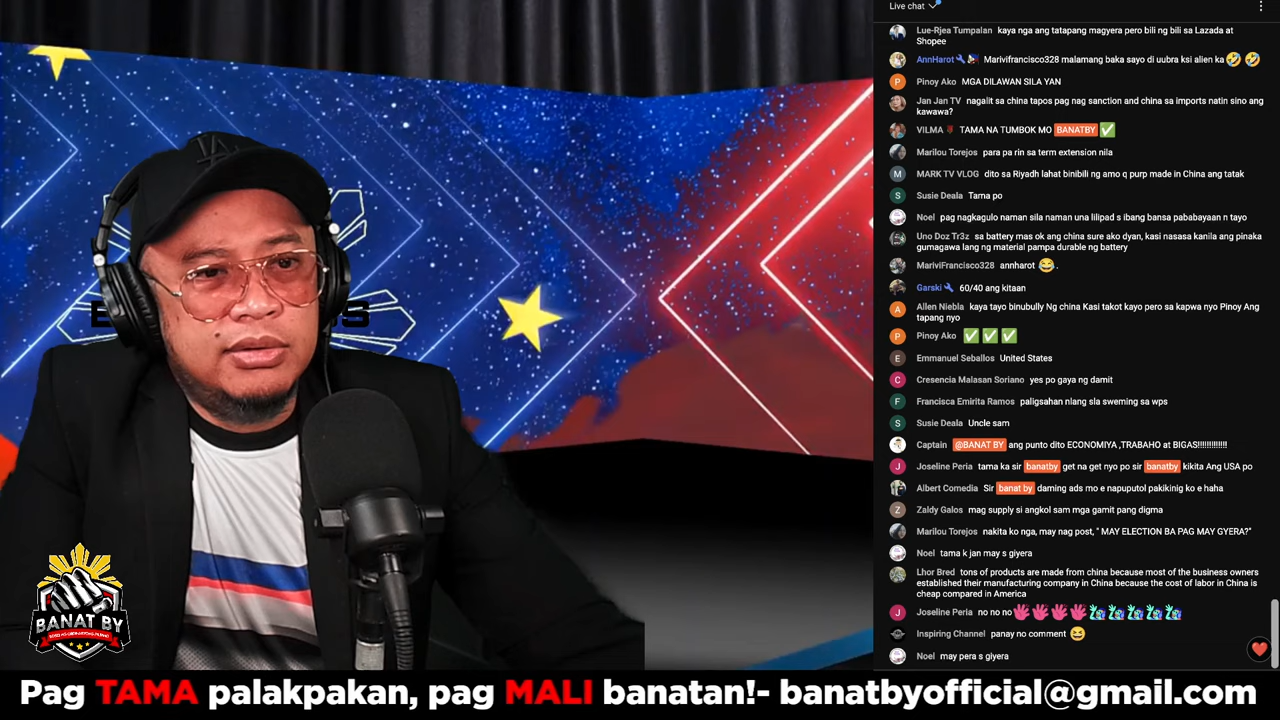 Live chat
Lue-Rjea Tumpalan kaya nga ang tatapang magyera pero bili ng bili sa Lazada at
Shopee
AnnHarot Marivifrancisco328 malamang baka sayo di uubra ksi alien ka
Pinoy Ako MGA DILAWAN SILA YAN
Jan Jan TV nagalit sa china tapos pag nag sanction and china sa imports natin sino ang
kawawa?
VILMA TAMA NA TUMBOK MO BANATBY
Marilou Torejos para pa rin sa term extension nila
MARK TV VLOG dito sa Riyadh lahat binibili ng amo q purp made in China ang tatak
Susie Deala Tama po
Noel pag nagkagulo naman sila naman una lilipad s ibang bansa pababayaan n tayo
Uno Doz Tr3z sa battery mas ok ang china sure ako dyan, kasi nasasa kanila ang pinaka
gumagawa lang ng material pampa durable ng battery
MariviFrancisco328 annharot 😂.
Garski 60/40 ang kitaan
Allen Niebla kaya tayo binubully Ng china Kasi takot kayo pero sa kapwa nyo Pinoy Ang
tapang nyo
Pinoy Ako ✅✅✅
Emmanuel Seballos United States
Cresencia Malasan Soriano yes po gaya ng damit
Francisca Emirita Ramos paligsahan nlang sla sweming sa wps
Susie Deala Uncle sam
Captain @BANAT BY ang punto dito ECONOMIYA ,TRABAHO at BIGAS!!!!!!!!!!!!!
Joseline Peria tama ka sir banatby get na get nyo po sir banatby kikita Ang USA po
Albert Comedia Sir banat by daming ads mo e napuputol pakikinig ko e haha
Zaldy Galos mag supply si angkol sam mga gamit pang digma
Marilou Torejos nakita ko nga, may nag post, " MAY ELECTION BA PAG MAY GYERA?"
Noel tama k jan may s giyera
Lhor Bred tons of products are made from china because most of the business owners
established their manufacturing company in China because the cost of labor in China is
cheap compared in America
Joseline Peria no no no
Inspiring Channel panay no comment 😆
Noel may pera s giyera
BANAT BY
Pag TAMA palakpakan, pag MALI banatan!- banatbyofficial@gmail.com